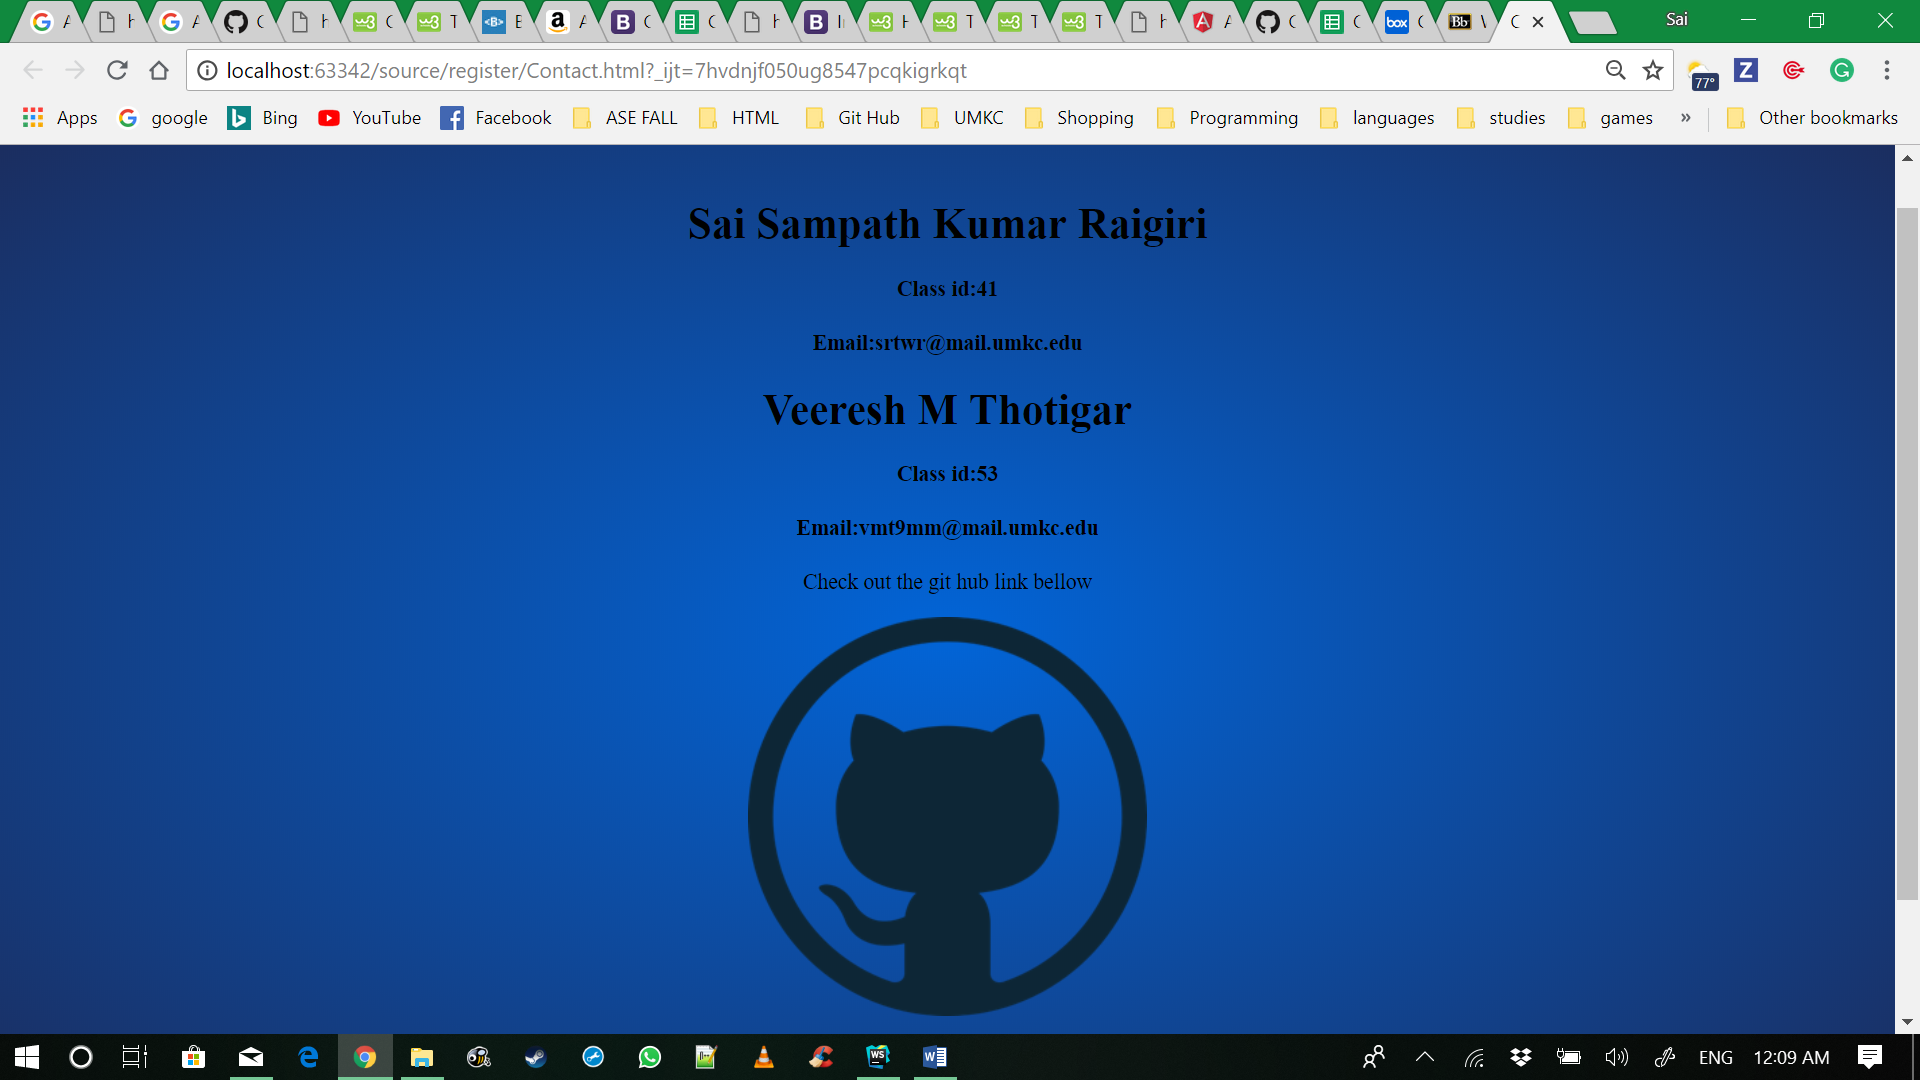 A
h
A
C
h
C
T
B
A
C
C
h
I
H
T
T
T
h
A
C
C
C
V
C
Sai
localhost:63342/source/register/Contact.html?_ijt=7hvdnjf050ug8547pcqkigrkqt
77°
Z
G
Apps google Bing YouTube Facebook ASE FALL HTML Git Hub UMKC Shopping Programming languages studies games » Other bookmarks
Sai Sampath Kumar Raigiri
Class id:41
Email:srtwr@mail.umkc.edu
Veeresh M Thotigar
Class id:53
Email:vmt9mm@mail.umkc.edu
Check out the git hub link bellow
ENG 12:09 AM